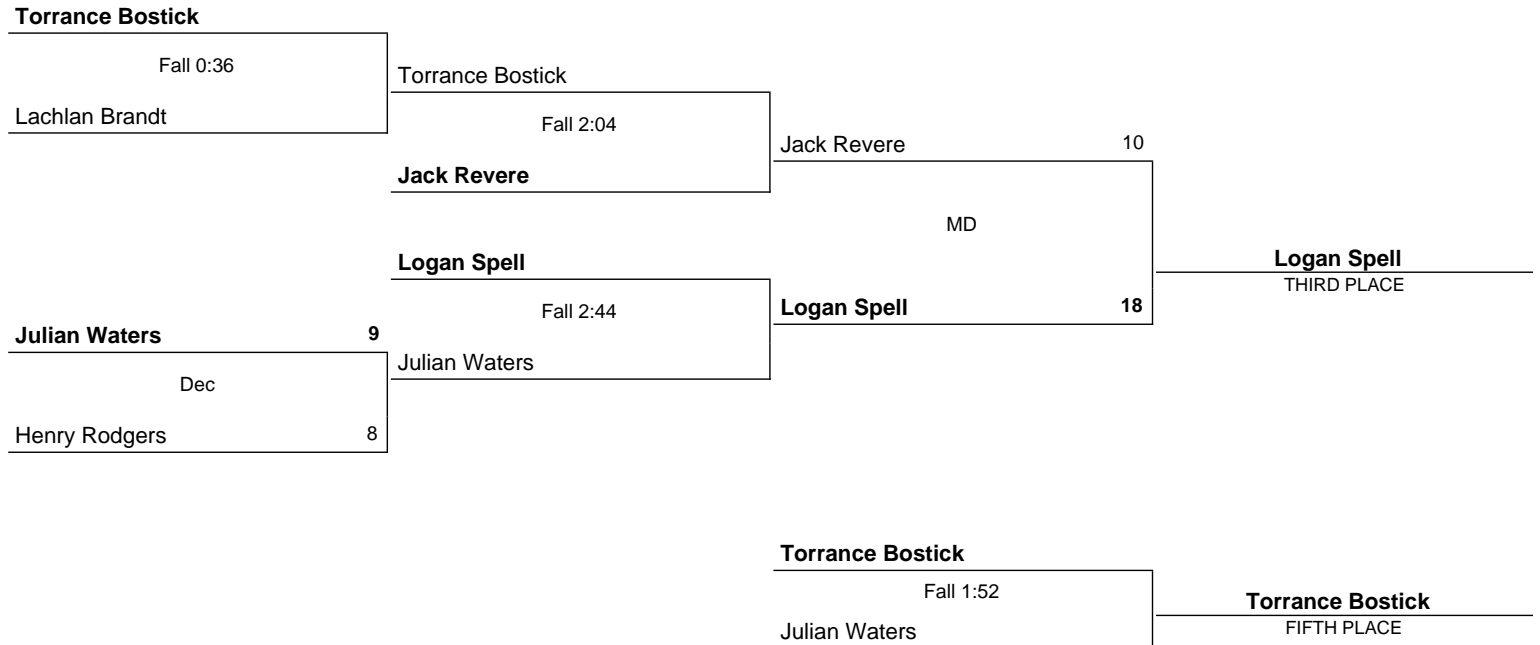 Torrance Bostick
Fall 0:36
Lachlan Brandt
Torrance Bostick
Fall 2:04
Jack Revere
Jack Revere 10
MD
Logan Spell 18
Logan Spell
THIRD PLACE
Logan Spell
Fall 2:44
Julian Waters
Julian Waters 9
Dec
Henry Rodgers 8
Torrance Bostick
Fall 1:52
Julian Waters
Torrance Bostick
FIFTH PLACE